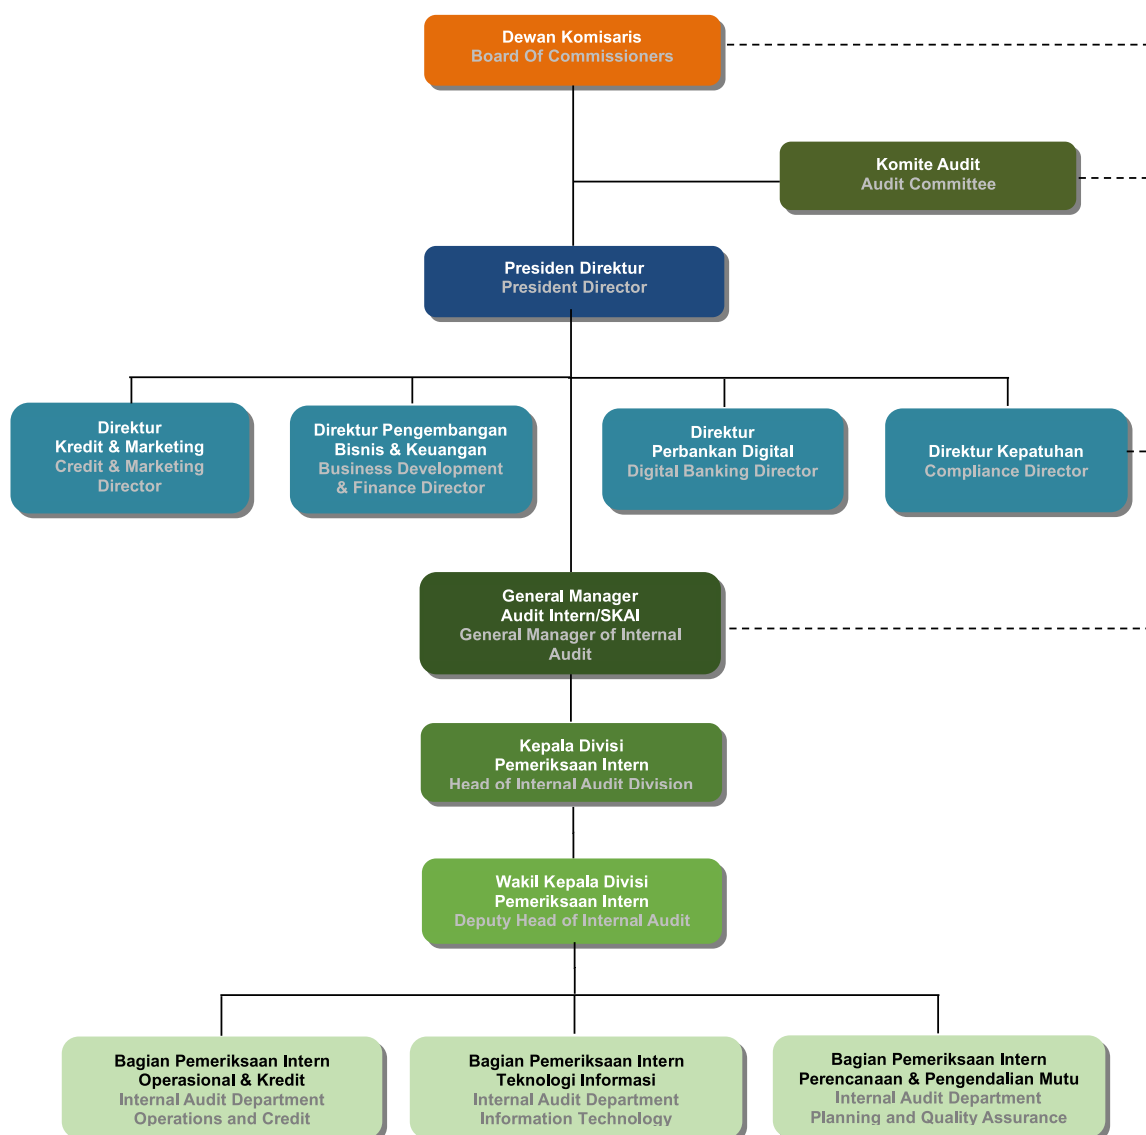 Dewan Komisaris
Board Of Commissioners
Komite Audit
Audit Committee
Presiden Direktur
President Director
Direktur
Kredit & Marketing
Credit & Marketing
Director
Direktur Pengembangan
Bisnis & Keuangan
Business Development
& Finance Director
Direktur
Perbankan Digital
Digital Banking Director
Direktur Kepatuhan
Compliance Director
General Manager
Audit Intern/SKAI
General Manager of Internal
Audit
Kepala Divisi
Pemeriksaan Intern
Head of Internal Audit Division
Wakil Kepala Divisi
Pemeriksaan Intern
Deputy Head of Internal Audit
Bagian Pemeriksaan Intern
Operasional & Kredit
Internal Audit Department
Operations and Credit
Bagian Pemeriksaan Intern
Teknologi Informasi
Internal Audit Department
Information Technology
Bagian Pemeriksaan Intern
Perencanaan & Pengendalian Mutu
Internal Audit Department
Planning and Quality Assurance